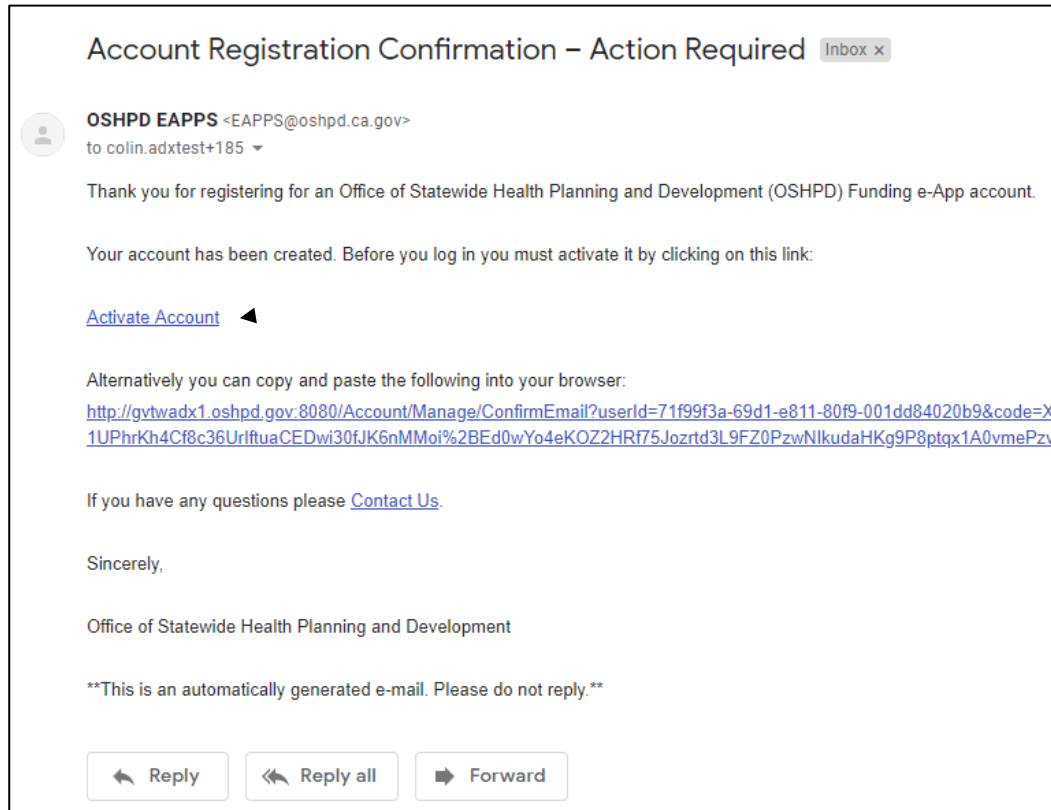 Account Registration Confirmation – Action Required Inbox x
OSHPD EAPPS <EAPPS@oshpd.ca.gov>
to colin.adxtest+185
Thank you for registering for an Office of Statewide Health Planning and Development (OSHPD) Funding e-App account.
Your account has been created. Before you log in you must activate it by clicking on this link:
Activate Account
Alternatively you can copy and paste the following into your browser:
http://gvtwadx1.oshpd.gov:8080/Account/Manage/ConfirmEmail?userId=71f99f3a-69d1-e811-80f9-001dd84020b9&code=X
1UPhrKh4Cf8c36UrIftuaCEDwi30fJK6nMMoi%2BEd0wYo4eKOZ2HRf75Jozrtd3L9FZ0PzwNIkudaHKg9P8ptqx1A0vmePzv
If you have any questions please Contact Us.
Sincerely,
Office of Statewide Health Planning and Development
**This is an automatically generated e-mail. Please do not reply.**
Reply Reply all Forward